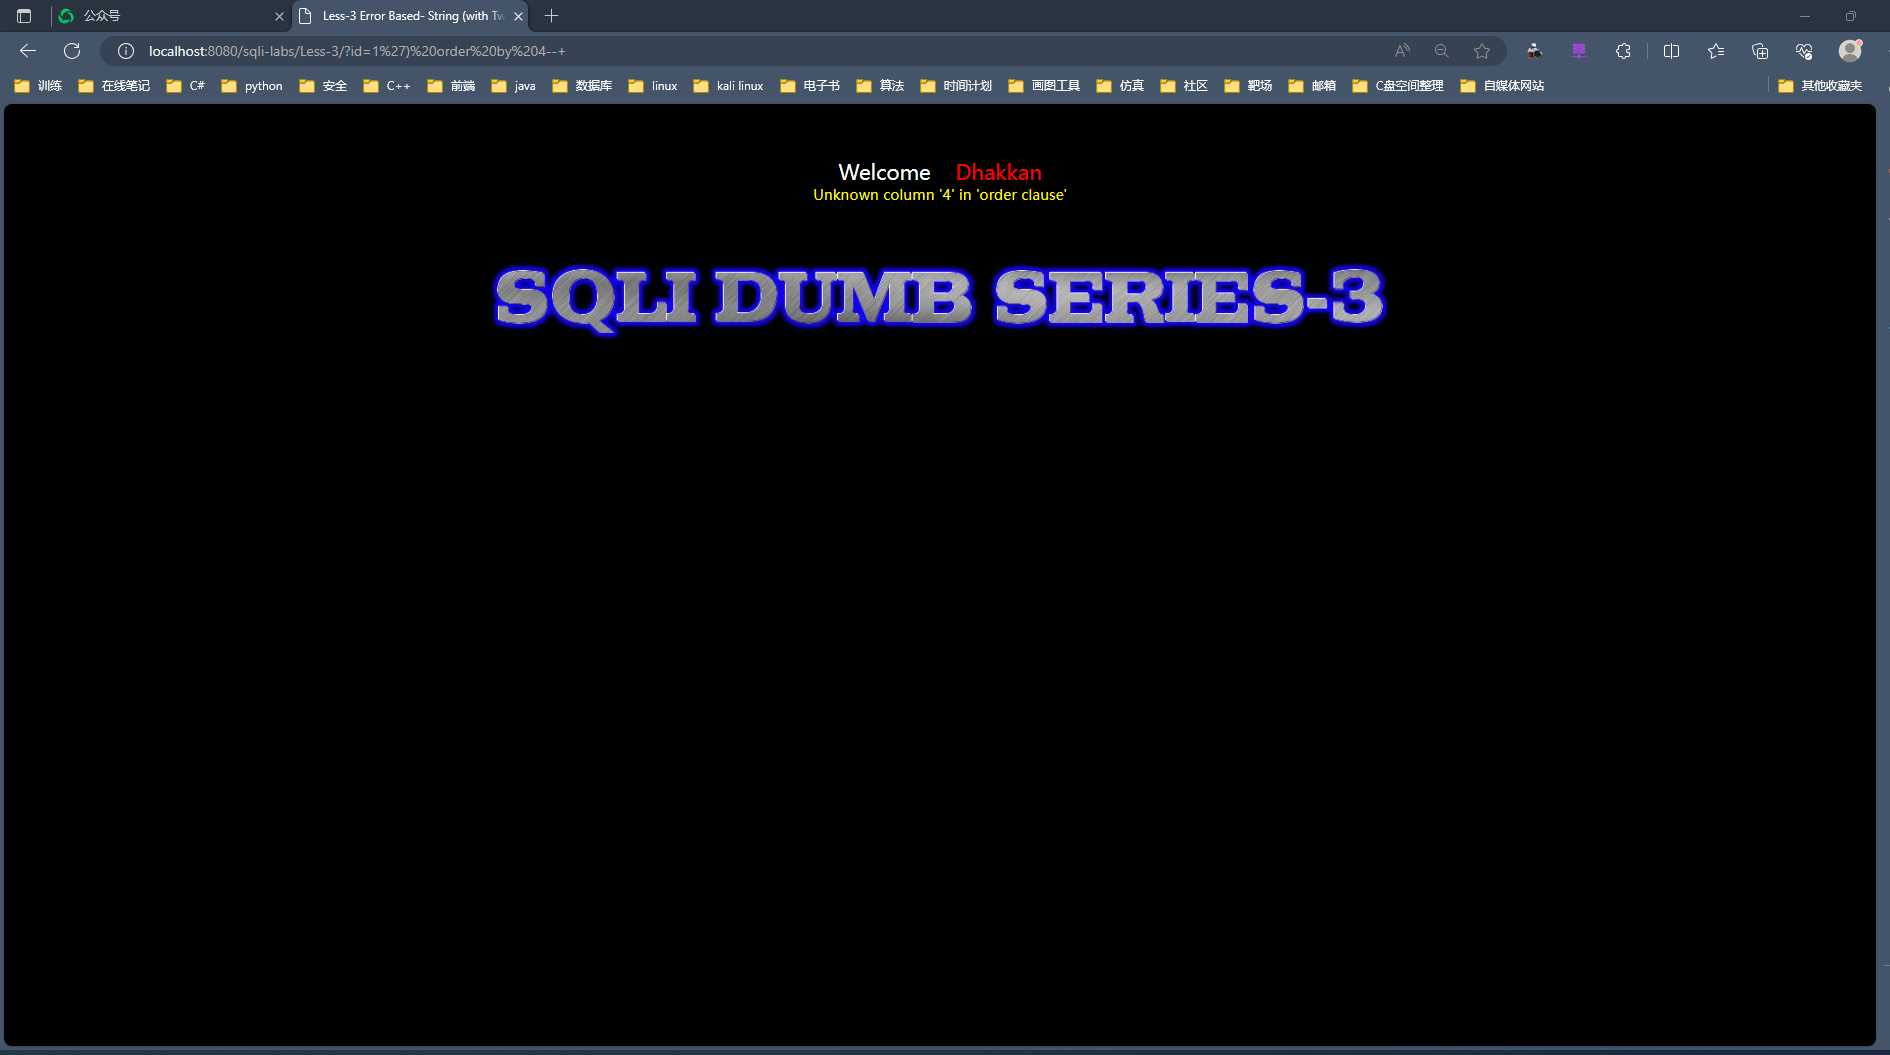 公众号
Less-3 Error Based- String (with Tw
localhost:8080/sqli-labs/Less-3/?id=1%27)%20order%20by%204--+
训练 在线笔记 C# python 安全 C++ 前端 java 数据库 linux kali linux 电子书 算法 时间计划 画图工具 仿真 社区 靶场 邮箱 C盘空间整理 自媒体网站 其他收藏夹
Welcome Dhakkan
Unknown column '4' in 'order clause'
SQLI DUMB SERIES-3